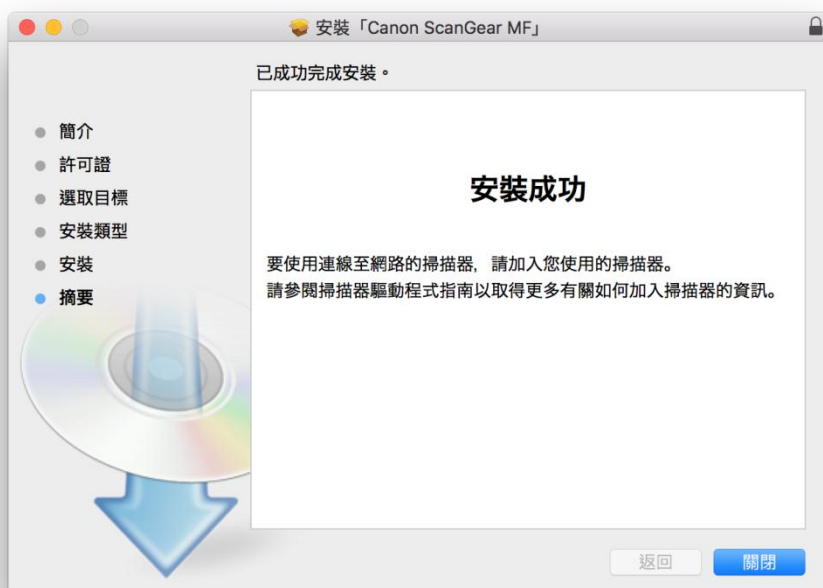 安裝「Canon ScanGear MF」
已成功完成安裝。
簡介
許可證
選取目標
安裝類型
安裝
摘要
安裝成功
要使用連線至網路的掃描器，請加入您使用的掃描器。
請參閱掃描器驅動程式指南以取得更多有關如何加入掃描器的資訊。
返回
關閉